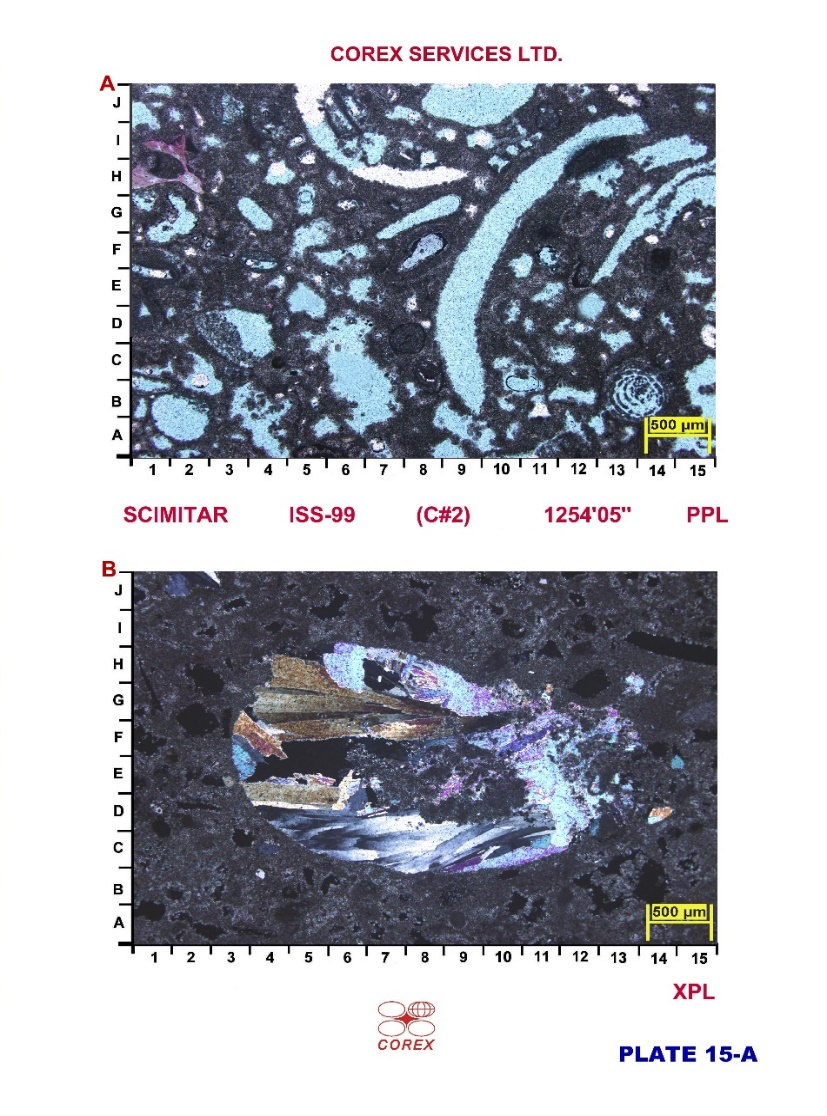 COREX SERVICES LTD.
A
J
I
H
G
F
E
D
C
B
A
500 µm
1 2 3 4 5 6 7 8 9 10 11 12 13 14 15
SCIMITAR ISS-99 (C#2) 1254'05" PPL
B
J
I
H
G
F
E
D
C
B
A
500 µm
1 2 3 4 5 6 7 8 9 10 11 12 13 14 15
XPL
COREX
PLATE 15-A